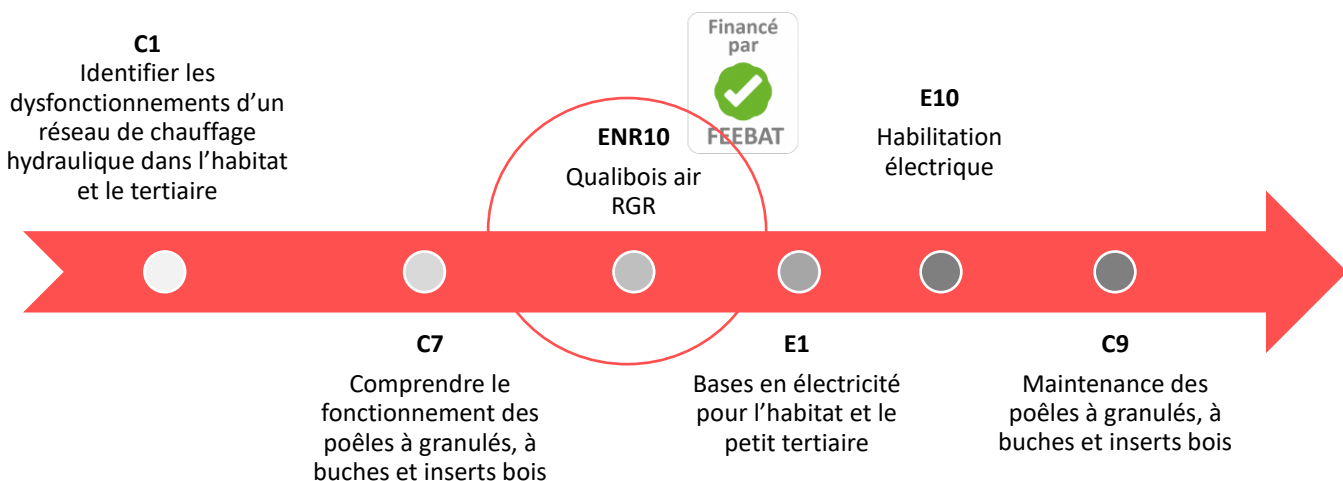 C1
Identifier les
dysfonctionnements d’un
réseau de chauffage
hydraulique dans l’habitat
et le tertiaire
Financé
par
FEEBAT
ENR10
Qualibois air
RGR
E10
Habilitation
électrique
C7
Comprendre le
fonctionnement des
poêles à granulés, à
buches et inserts bois
E1
Bases en électricité
pour l’habitat et le
petit tertiaire
C9
Maintenance des
poêles à granulés, à
buches et inserts bois